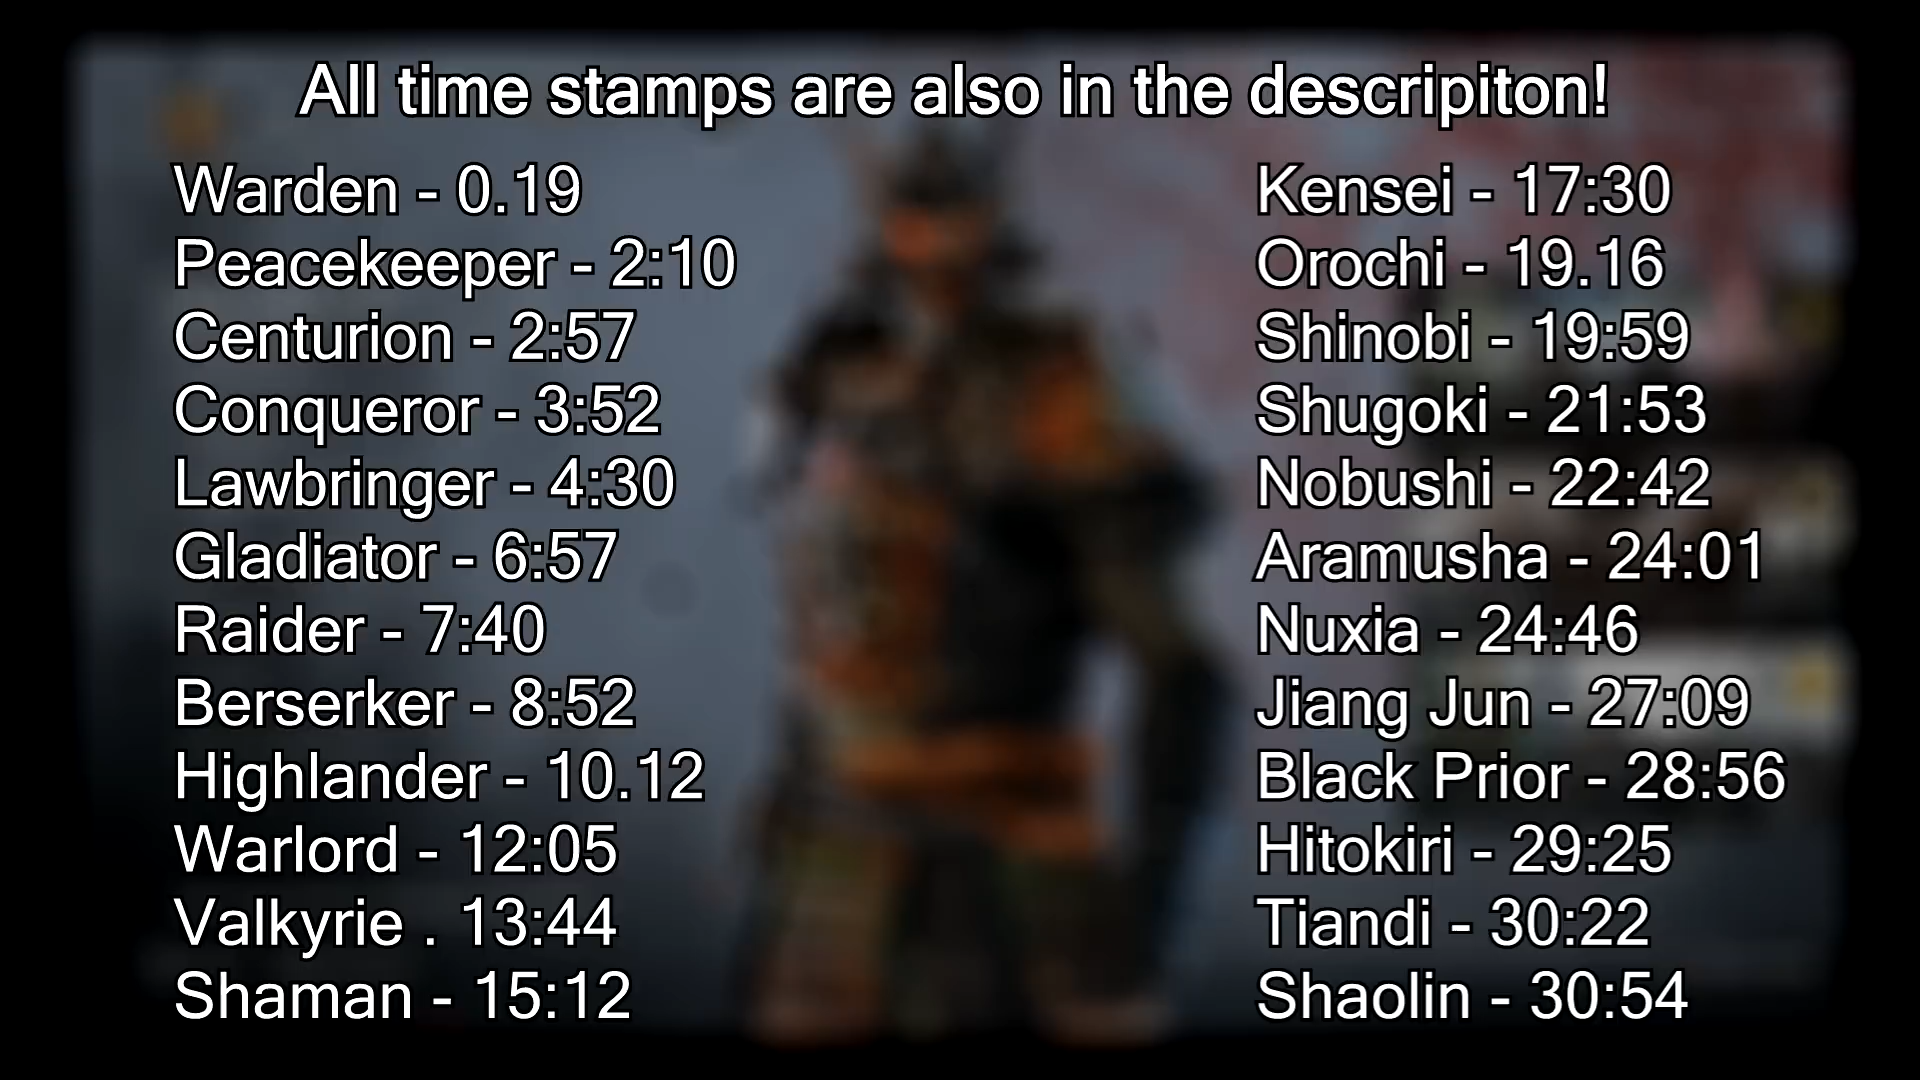 All time stamps are also in the descripiton!
Warden - 0.19
Peacekeeper - 2:10
Centurion - 2:57
Conqueror - 3:52
Lawbringer - 4:30
Gladiator - 6:57
Raider - 7:40
Berserker - 8:52
Highlander - 10.12
Warlord - 12:05
Valkyrie . 13:44
Shaman - 15:12
Kensei - 17:30
Orochi - 19.16
Shinobi - 19:59
Shugoki - 21:53
Nobushi - 22:42
Aramusha - 24:01
Nuxia - 24:46
Jiang Jun - 27:09
Black Prior - 28:56
Hitokiri - 29:25
Tiandi - 30:22
Shaolin - 30:54